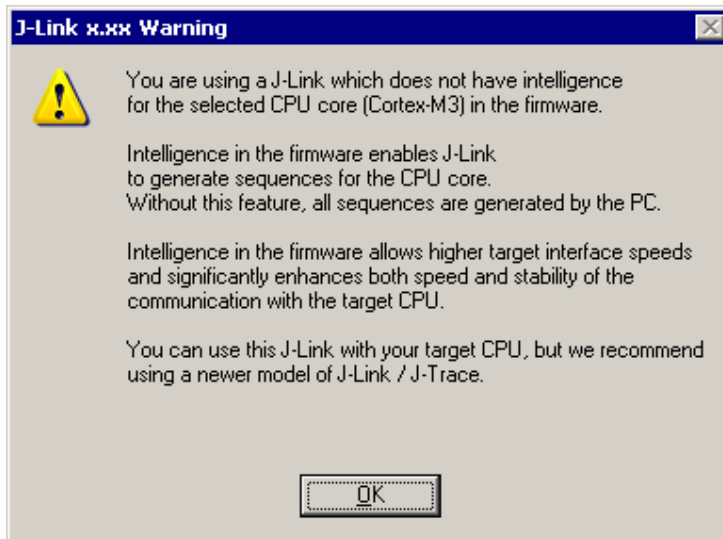 J-Link x.xx Warning
You are using a J-Link which does not have intelligence
for the selected CPU core (Cortex-M3) in the firmware.
Intelligence in the firmware enables J-Link
to generate sequences for the CPU core.
Without this feature, all sequences are generated by the PC.
Intelligence in the firmware allows higher target interface speeds
and significantly enhances both speed and stability of the
communication with the target CPU.
You can use this J-Link with your target CPU, but we recommend
using a newer model of J-Link / J-Trace.
OK